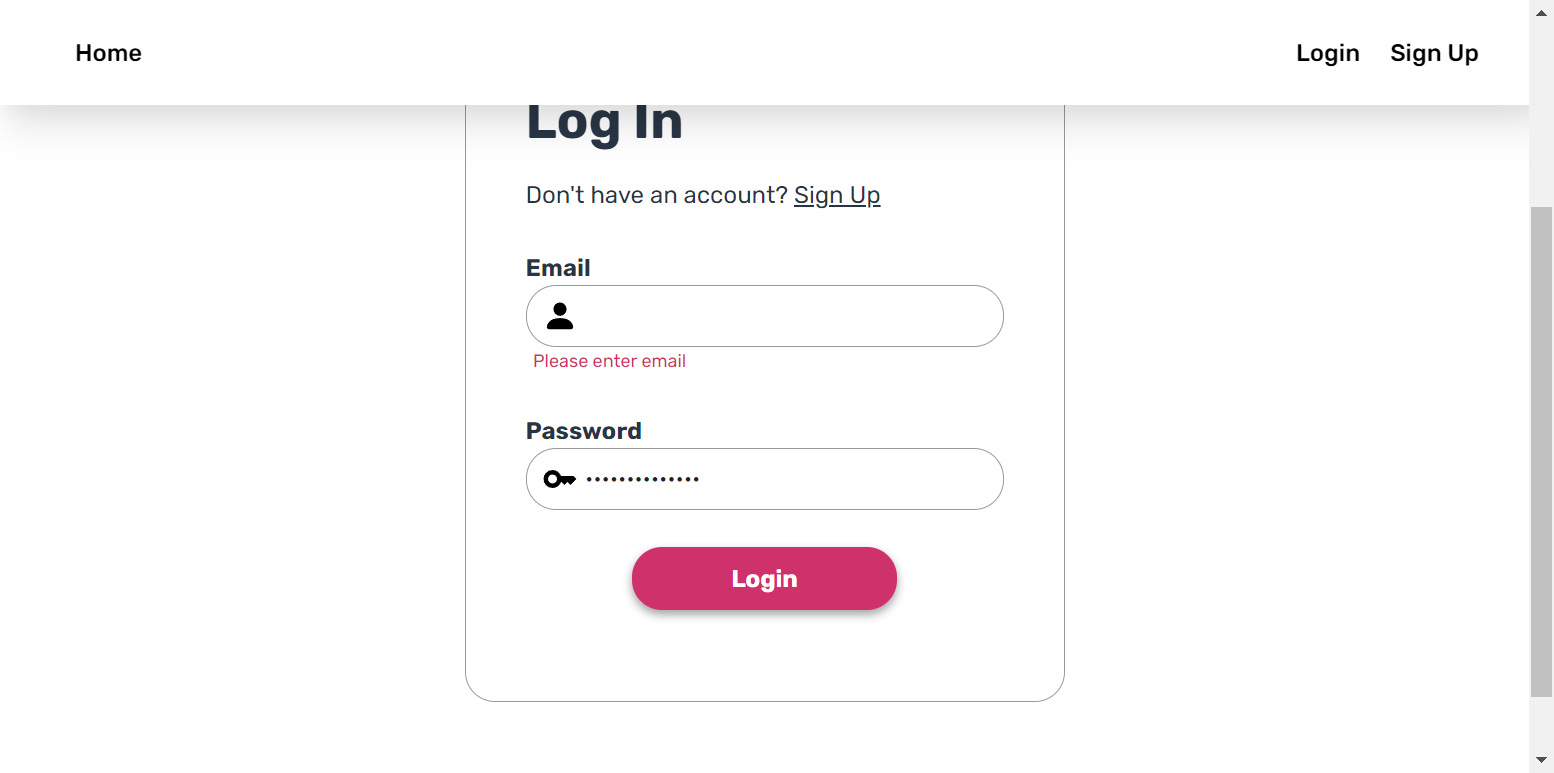 Home
Login
Sign Up
Log In
Don't have an account? Sign Up
Email
Please enter email
Password
••••••••••••••
Login